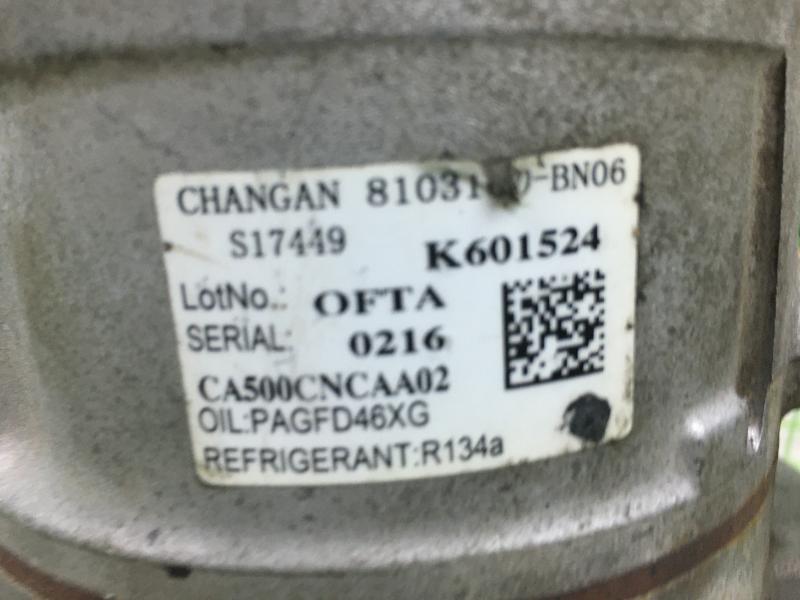 CHANGAN
S17449
K601524
LotNo.: OFTA
SERIAL: 0216
CA500CNCAA02
OIL:PAGFD46XG
REFRIGERANT:R134a